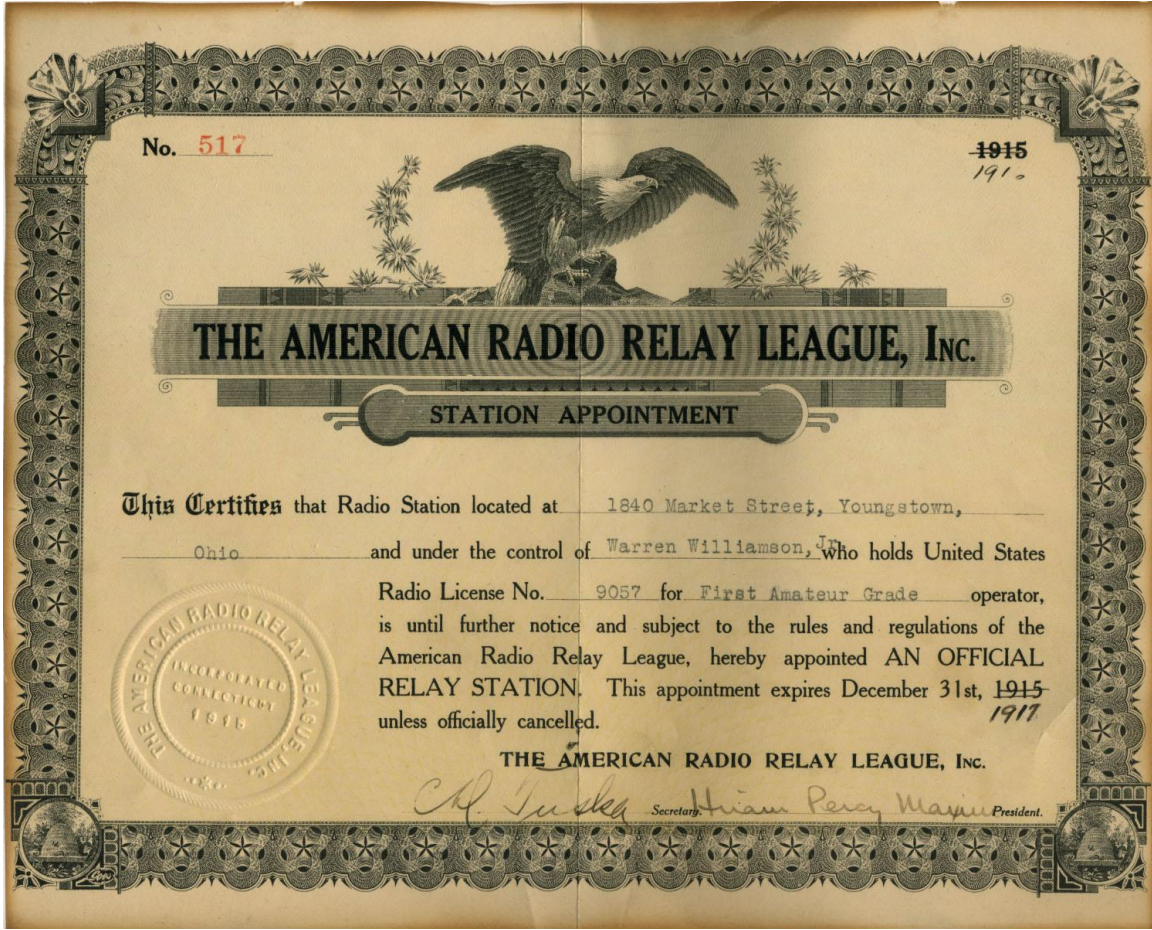 No. 517
1915
THE AMERICAN RADIO RELAY LEAGUE, INC.
STATION APPOINTMENT
This Certifies that Radio Station located at 1840 Market Street, Youngstown,
Ohio and under the control of Warren Williamson, Jr. who holds United States
Radio License No. 9057 for First Amateur Grade operator,
is until further notice and subject to the rules and regulations of the
American Radio Relay League, hereby appointed AN OFFICIAL
RELAY STATION. This appointment expires December 31st, 1915
1917
unless officially cancelled.
THE AMERICAN RADIO RELAY LEAGUE, INC.
C.D. Tuska Secretary. Hiram Percy Maxim President.
THE AMERICAN RADIO RELAY LEAGUE, INC.
INCORPORATED
CONNECTICUT
1915